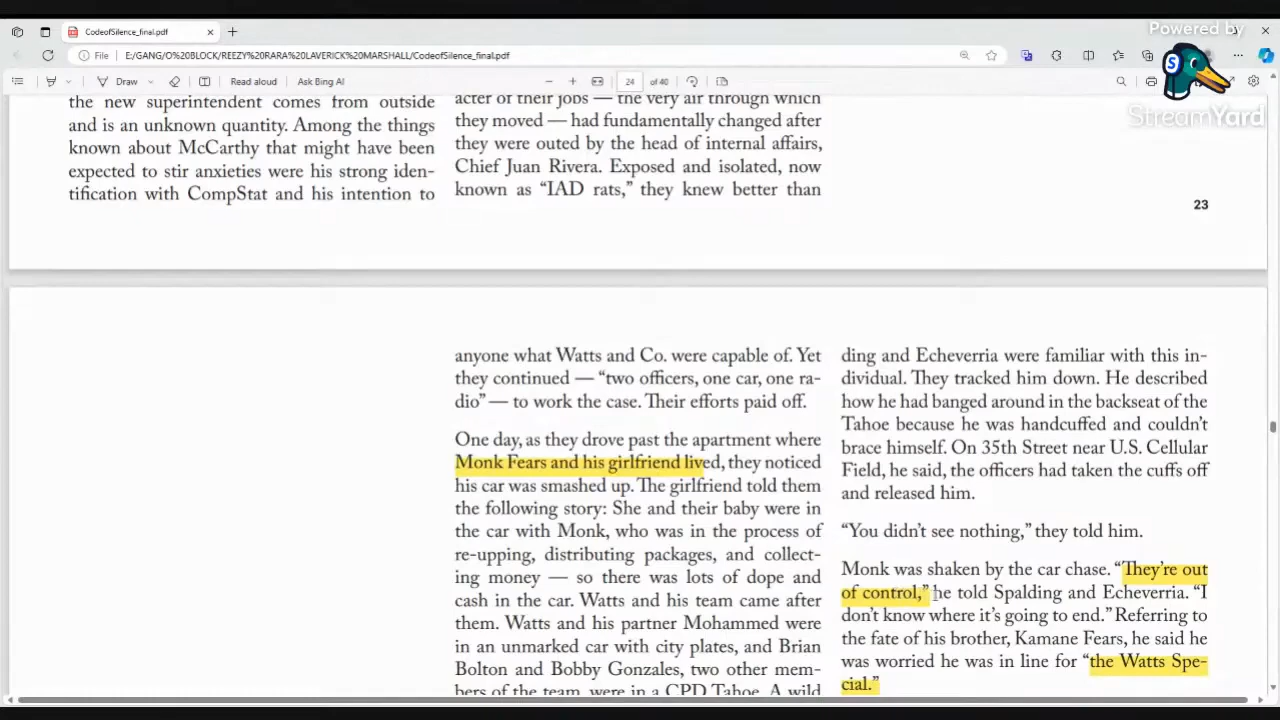 Powered by
StreamYard
CodeofSilence_final.pdf
File
E:/GANG/O%20BLOCK/REEZY%20RARA%20LAVERICK%20MARSHALL/CodeofSilence_final.pdf
Draw
Read aloud
Ask Bing AI
24
of 40
the new superintendent comes from outside
and is an unknown quantity. Among the things
known about McCarthy that might have been
expected to stir anxieties were his strong iden-
tification with CompStat and his intention to
acter of their jobs — the very air through which
they moved — had fundamentally changed after
they were outed by the head of internal affairs,
Chief Juan Rivera. Exposed and isolated, now
known as “IAD rats,” they knew better than
23
anyone what Watts and Co. were capable of. Yet
they continued — “two officers, one car, one ra-
dio” — to work the case. Their efforts paid off.
One day, as they drove past the apartment where
Monk Fears and his girlfriend lived, they noticed
his car was smashed up. The girlfriend told them
the following story: She and their baby were in
the car with Monk, who was in the process of
re-upping, distributing packages, and collect-
ing money — so there was lots of dope and
cash in the car. Watts and his team came after
them. Watts and his partner Mohammed were
in an unmarked car with city plates, and Brian
Bolton and Bobby Gonzales, two other mem-
bers of the team, were in a CPD Tahoe. A wild
ding and Echeverria were familiar with this in-
dividual. They tracked him down. He described
how he had banged around in the backseat of the
Tahoe because he was handcuffed and couldn’t
brace himself. On 35th Street near U.S. Cellular
Field, he said, the officers had taken the cuffs off
and released him.
“You didn’t see nothing,” they told him.
Monk was shaken by the car chase. “They’re out
of control,” he told Spalding and Echeverria. “I
don’t know where it’s going to end.” Referring to
the fate of his brother, Kamane Fears, he said he
was worried he was in line for “the Watts Spe-
cial.”